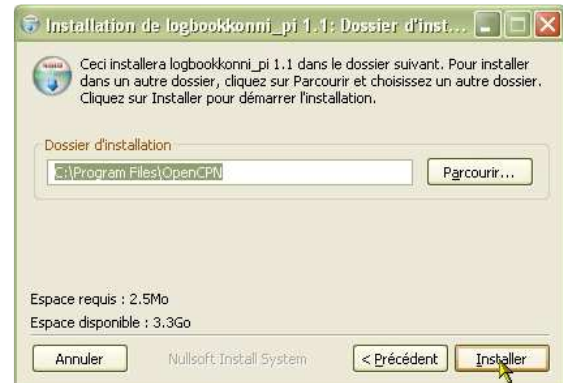 Installation de logbookkonni_pi 1.1: Dossier d'inst...
Ceci installera logbookkonni_pi 1.1 dans le dossier suivant. Pour installer
dans un autre dossier, cliquez sur Parcourir et choisissez un autre dossier.
Cliquez sur Installer pour démarrer l'installation.
Dossier d'installation
C:\Program Files\OpenCPN
Parcourir...
Espace requis : 2.5Mo
Espace disponible : 3.3Go
Annuler
Nullsoft Install System
< Précédent
Installer